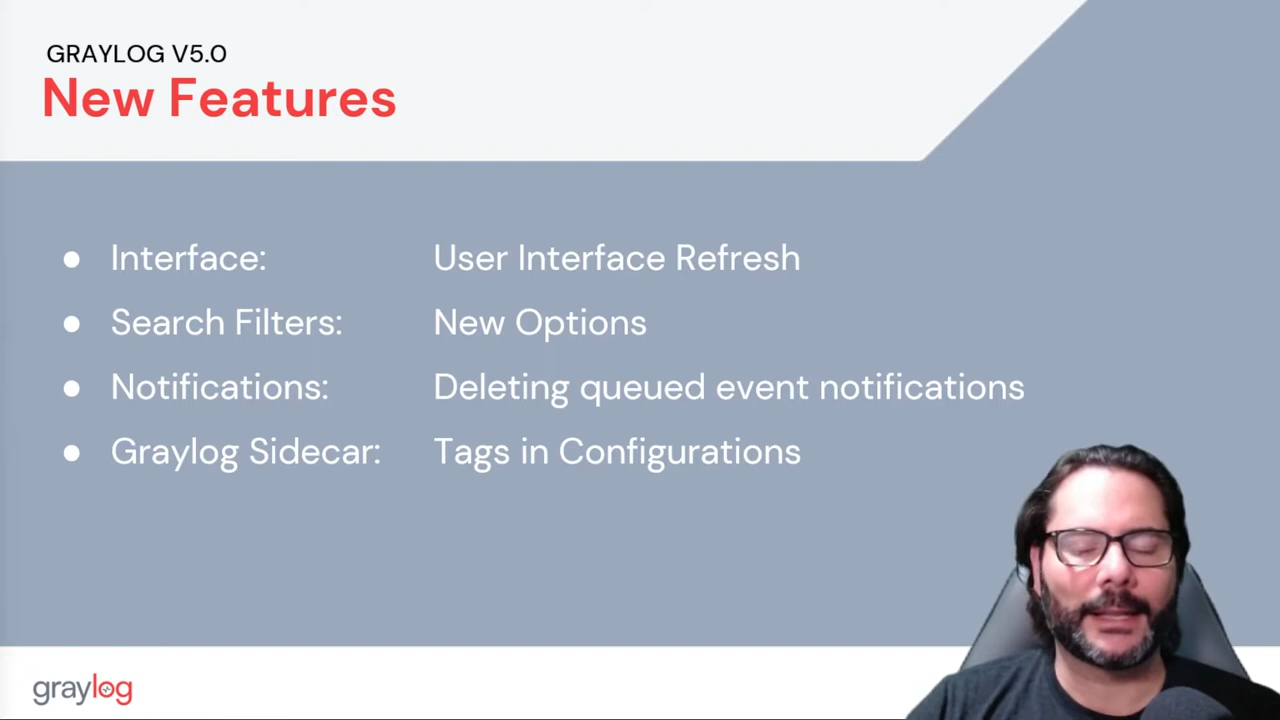 GRAYLOG V5.0
New Features
● Interface: User Interface Refresh
● Search Filters: New Options
● Notifications: Deleting queued event notifications
● Graylog Sidecar: Tags in Configurations
graylog